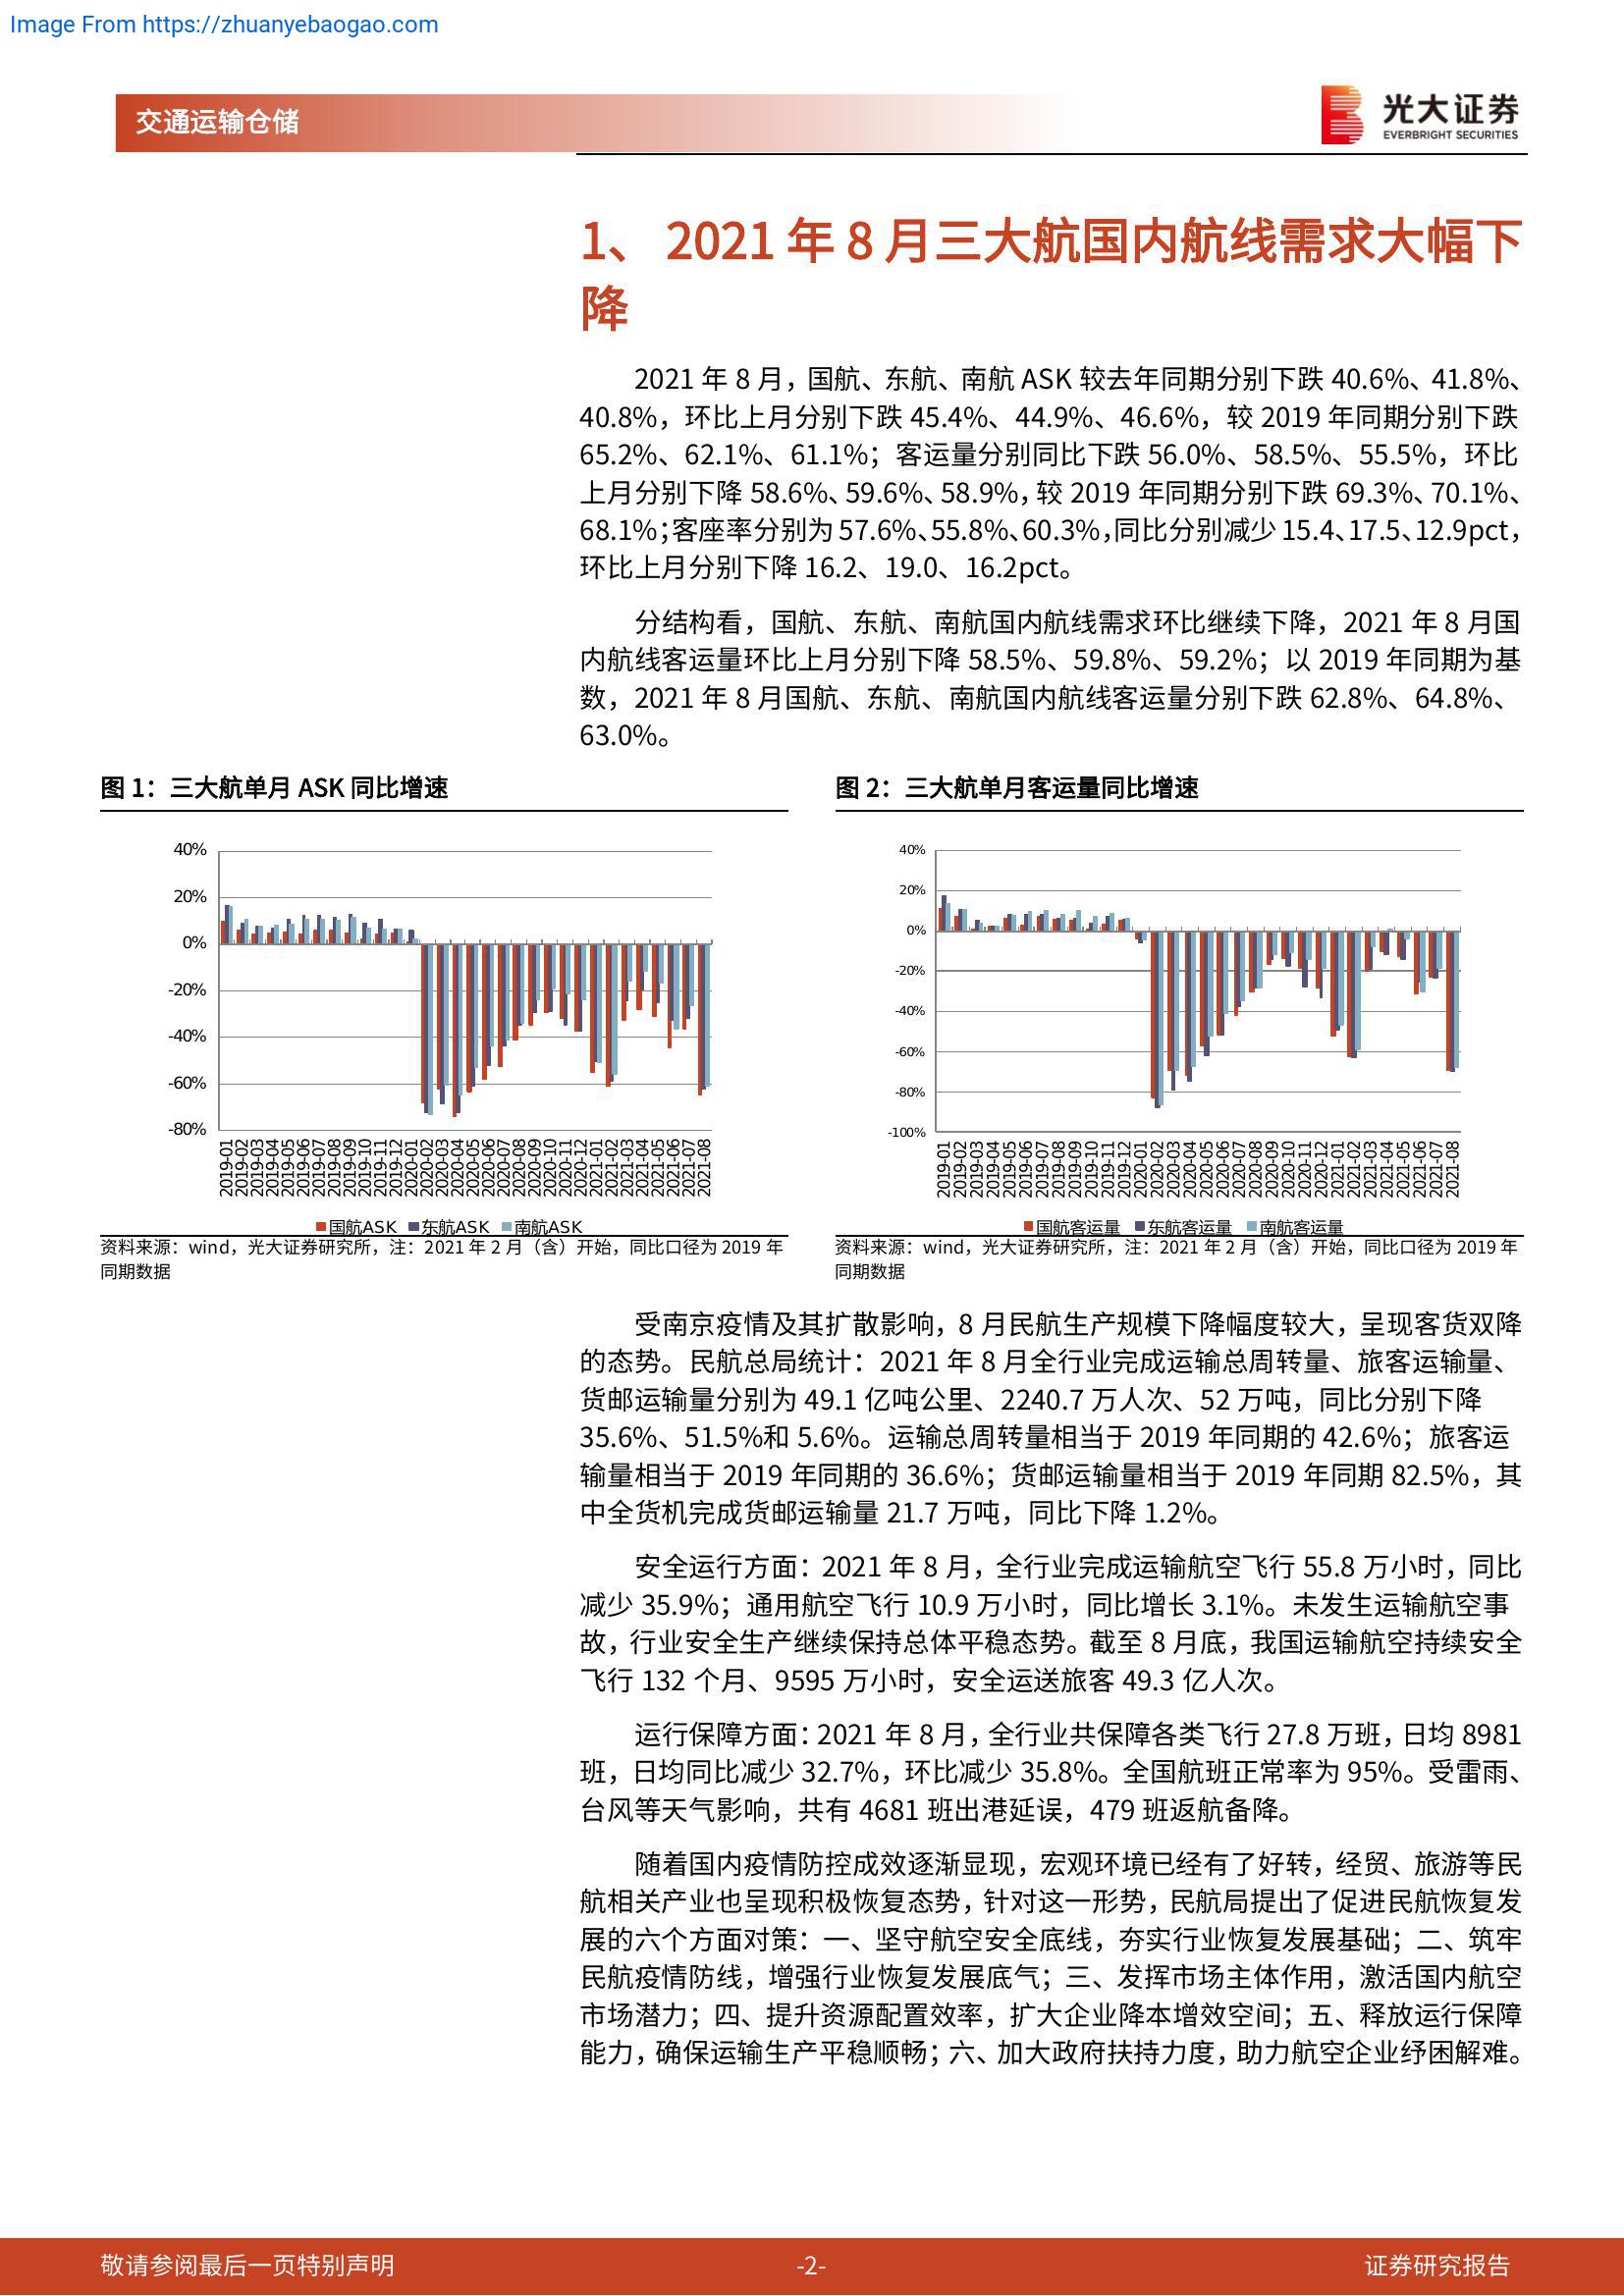 Image From https://zhuanyebaogao.com
交通运输仓储
光大证券
EVERBRIGHT SECURITIES
1、 2021 年 8 月三大航国内航线需求大幅下
降
2021 年 8 月，国航、东航、南航 ASK 较去年同期分别下跌 40.6%、41.8%、
40.8%，环比上月分别下跌 45.4%、44.9%、46.6%，较 2019 年同期分别下跌
65.2%、62.1%、61.1%；客运量分别同比下跌 56.0%、58.5%、55.5%，环比
上月分别下降 58.6%、59.6%、58.9%，较 2019 年同期分别下跌 69.3%、70.1%、
68.1%；客座率分别为 57.6%、55.8%、60.3%，同比分别减少 15.4、17.5、12.9pct，
环比上月分别下降 16.2、19.0、16.2pct。
分结构看，国航、东航、南航国内航线需求环比继续下降，2021 年 8 月国
内航线客运量环比上月分别下降 58.5%、59.8%、59.2%；以 2019 年同期为基
数，2021 年 8 月国航、东航、南航国内航线客运量分别下跌 62.8%、64.8%、
63.0%。
图 1：三大航单月 ASK 同比增速
40%
20%
0%
-20%
-40%
-60%
-80%
2019-01 2019-02 2019-03 2019-04 2019-05 2019-06 2019-07 2019-08 2019-09 2019-10 2019-11 2019-12 2020-01 2020-02 2020-03 2020-04 2020-05 2020-06 2020-07 2020-08 2020-09 2020-10 2020-11 2020-12 2021-01 2021-02 2021-03 2021-04 2021-05 2021-06 2021-07 2021-08
国航ASK 东航ASK 南航ASK
资料来源：wind，光大证券研究所，注：2021 年 2 月（含）开始，同比口径为 2019 年
同期数据
图 2：三大航单月客运量同比增速
40%
20%
0%
-20%
-40%
-60%
-80%
-100%
2019-01 2019-02 2019-03 2019-04 2019-05 2019-06 2019-07 2019-08 2019-09 2019-10 2019-11 2019-12 2020-01 2020-02 2020-03 2020-04 2020-05 2020-06 2020-07 2020-08 2020-09 2020-10 2020-11 2020-12 2021-01 2021-02 2021-03 2021-04 2021-05 2021-06 2021-07 2021-08
国航客运量 东航客运量 南航客运量
资料来源：wind，光大证券研究所，注：2021 年 2 月（含）开始，同比口径为 2019 年
同期数据
受南京疫情及其扩散影响，8 月民航生产规模下降幅度较大，呈现客货双降
的态势。民航总局统计：2021 年 8 月全行业完成运输总周转量、旅客运输量、
货邮运输量分别为 49.1 亿吨公里、2240.7 万人次、52 万吨，同比分别下降
35.6%、51.5%和 5.6%。运输总周转量相当于 2019 年同期的 42.6%；旅客运
输量相当于 2019 年同期的 36.6%；货邮运输量相当于 2019 年同期 82.5%，其
中全货机完成货邮运输量 21.7 万吨，同比下降 1.2%。
安全运行方面：2021 年 8 月，全行业完成运输航空飞行 55.8 万小时，同比
减少 35.9%；通用航空飞行 10.9 万小时，同比增长 3.1%。未发生运输航空事
故，行业安全生产继续保持总体平稳态势。截至 8 月底，我国运输航空持续安全
飞行 132 个月、9595 万小时，安全运送旅客 49.3 亿人次。
运行保障方面：2021 年 8 月，全行业共保障各类飞行 27.8 万班，日均 8981
班，日均同比减少 32.7%，环比减少 35.8%。全国航班正常率为 95%。受雷雨、
台风等天气影响，共有 4681 班出港延误，479 班返航备降。
随着国内疫情防控成效逐渐显现，宏观环境已经有了好转，经贸、旅游等民
航相关产业也呈现积极恢复态势，针对这一形势，民航局提出了促进民航恢复发
展的六个方面对策：一、坚守航空安全底线，夯实行业恢复发展基础；二、筑牢
民航疫情防线，增强行业恢复发展底气；三、发挥市场主体作用，激活国内航空
市场潜力；四、提升资源配置效率，扩大企业降本增效空间；五、释放运行保障
能力，确保运输生产平稳顺畅；六、加大政府扶持力度，助力航空企业纾困解难。
敬请参阅最后一页特别声明
-2-
证券研究报告